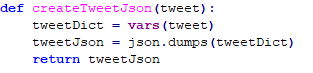 def createTweetJson(tweet):
    tweetDict = vars(tweet)
    tweetJson = json.dumps(tweetDict)
    return tweetJson